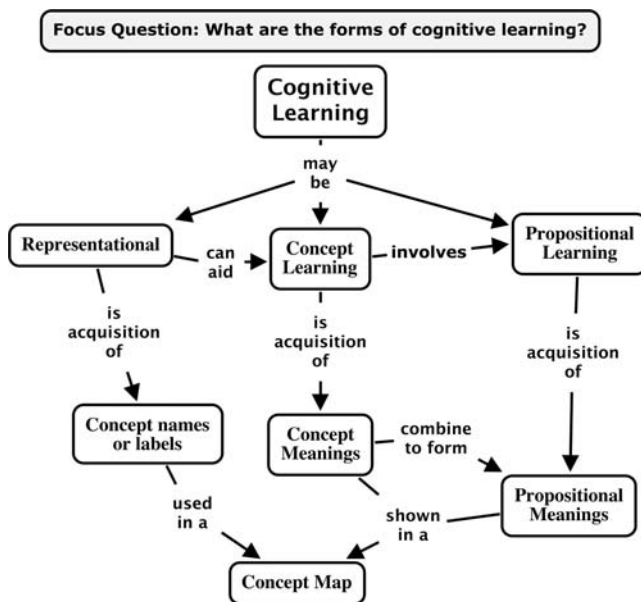 Focus Question: What are the forms of cognitive learning?
Cognitive
Learning
may
be
Representational
can
aid
Concept
Learning
involves
Propositional
Learning
is
acquisition
of
is
acquisition
of
is
acquisition
of
Concept names
or labels
Concept
Meanings
combine
to form
Propositional
Meanings
used
in a
shown
in a
Concept Map